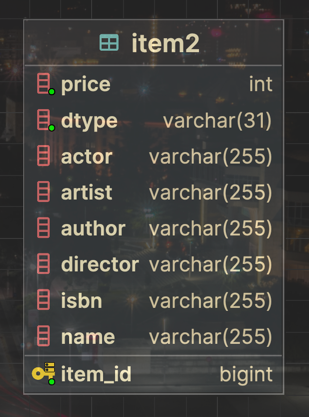 item2
price int
dtype varchar(31)
actor varchar(255)
artist varchar(255)
author varchar(255)
director varchar(255)
isbn varchar(255)
name varchar(255)
item_id bigint